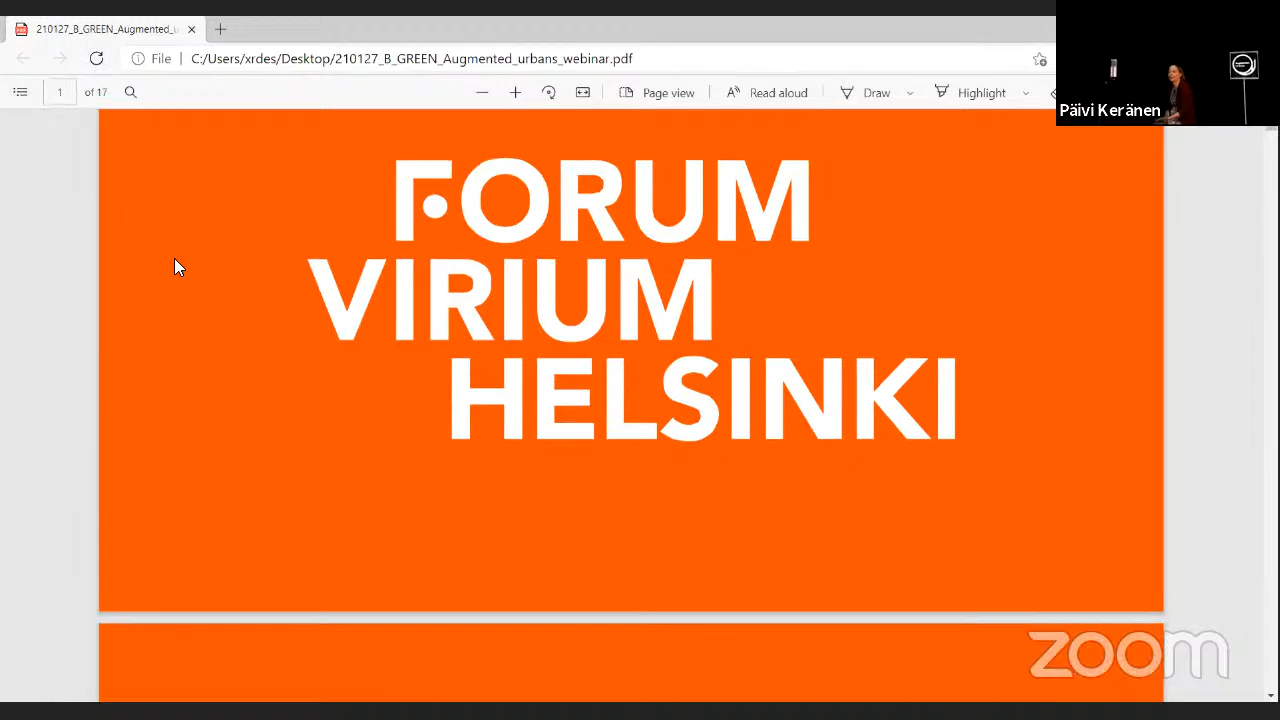 210127_B_GREEN_Augmented_u
File C:/Users/xrdes/Desktop/210127_B_GREEN_Augmented_urbans_webinar.pdf
1 of 17 Page view Read aloud Draw Highlight
Päivi Keränen
FORUM
VIRIUM
HELSINKI
zoom